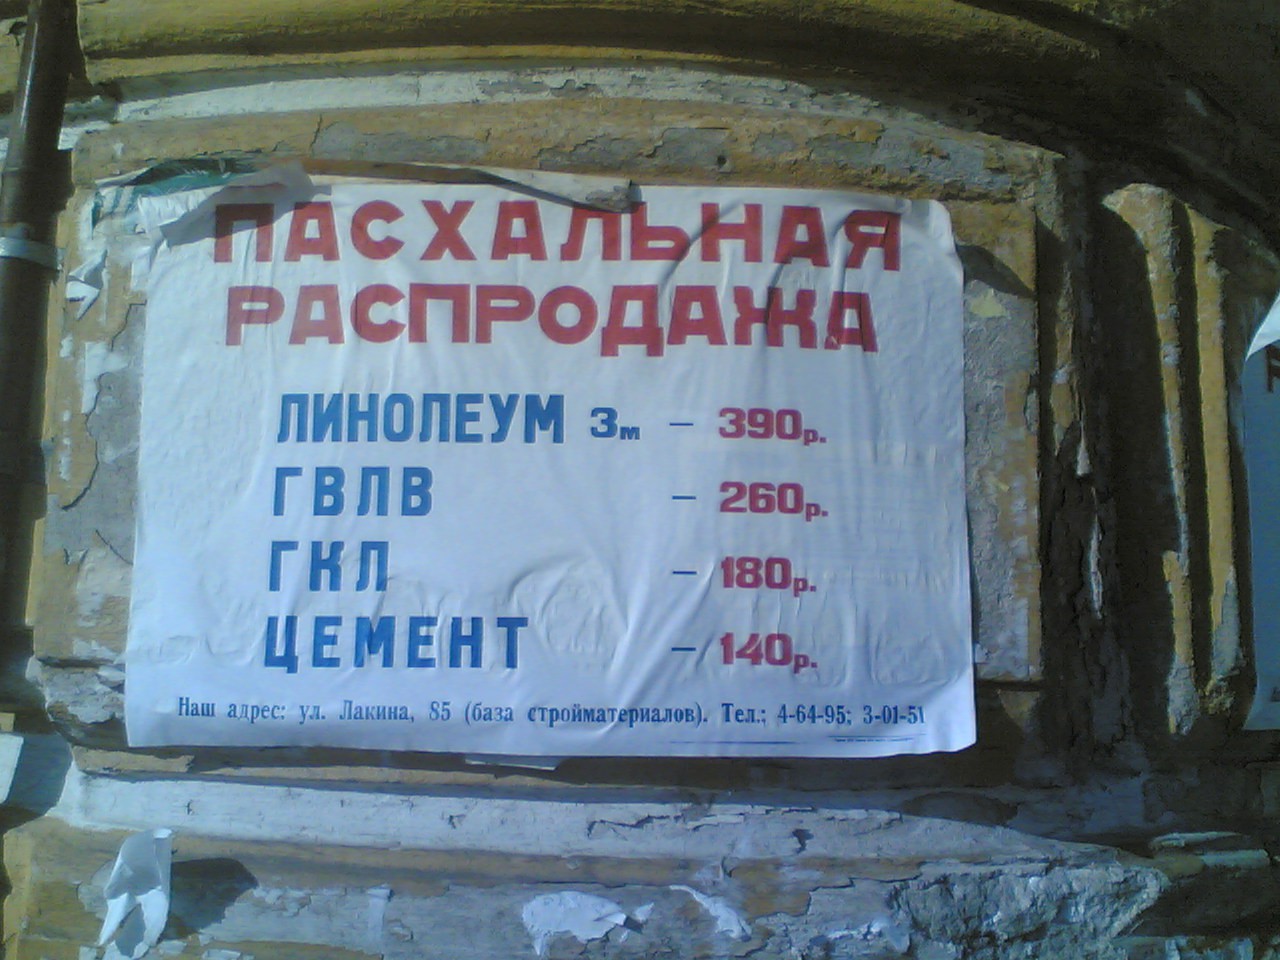 ПАСХАЛЬНАЯ
РАСПРОДАЖА
ЛИНОЛЕУМ 3м – 390р.
ГВЛВ – 260р.
ГКЛ – 180р.
ЦЕМЕНТ – 140р.
Наш адрес: ул. Лакина, 85 (база стройматериалов). Тел.: 4-64-95; 3-01-51